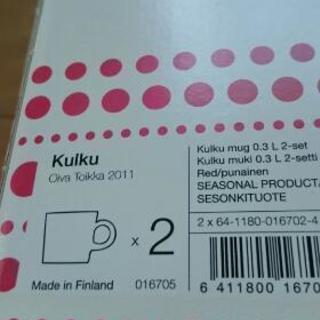 Kulku
Oiva Toikka 2011
x 2
Made in Finland 016705
Kulku mug 0.3 L 2-set
Kulku muki 0.3 L 2-setti
Red/punainen
SEASONAL PRODUCT/
SESONKITUOTE
2 x 64-1180-016702-4
6 411800 1670